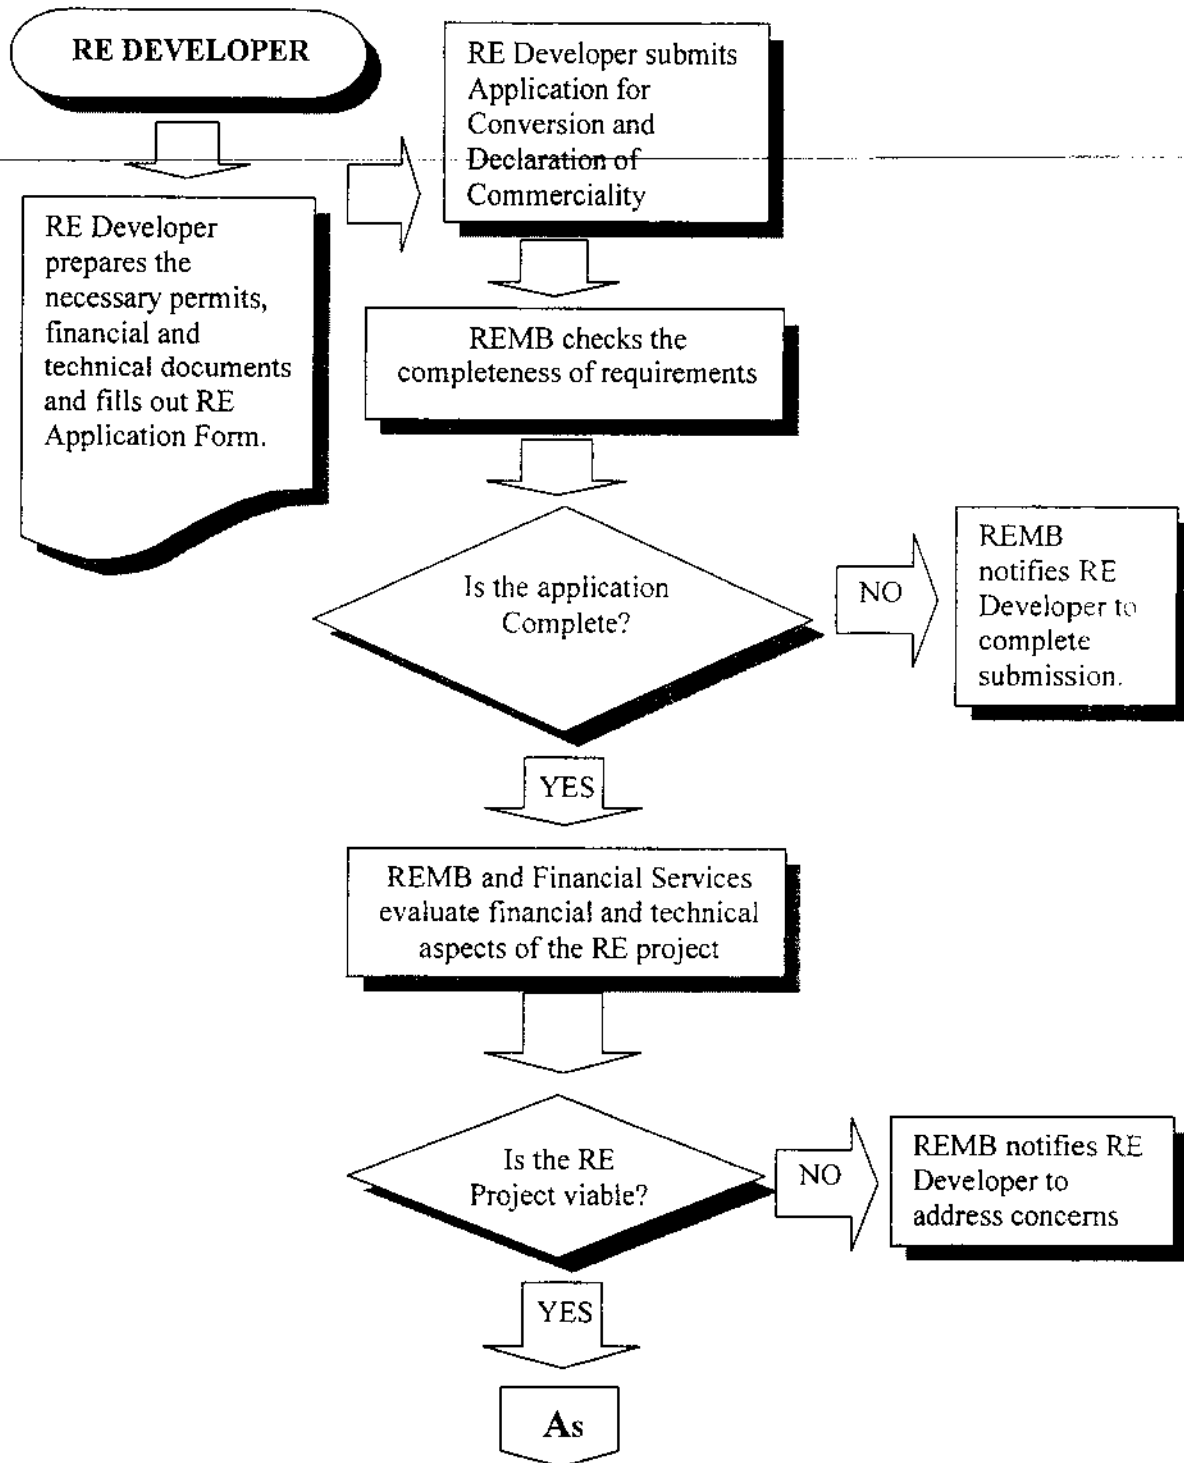 RE DEVELOPER
RE Developer
prepares the
necessary permits,
financial and
technical documents
and fills out RE
Application Form.
RE Developer submits
Application for
Conversion and
Declaration of
Commerciality
REMB checks the
completeness of requirements
Is the application
Complete?
NO
REMB
notifies RE
Developer to
complete
submission.
YES
REMB and Financial Services
evaluate financial and technical
aspects of the RE project
Is the RE
Project viable?
NO
REMB notifies RE
Developer to
address concerns
YES
As